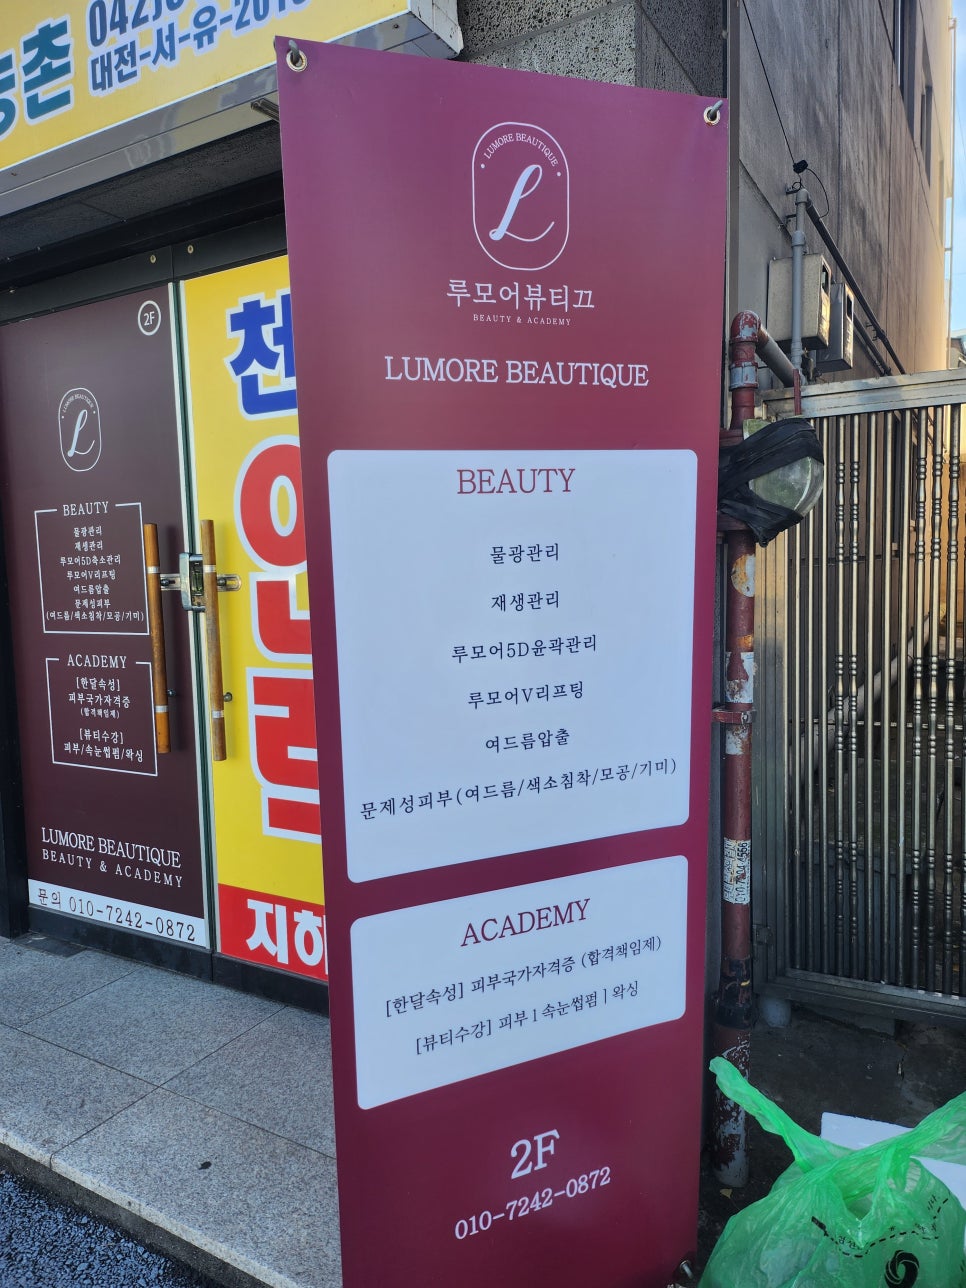 촌
대전-서-유-201
2F
LUMORE BEAUTIQUE
L
BEAUTY
물광관리
재생관리
루모어5D축소관리
루모어V리프팅
여드름압출
문제성피부
(여드름/색소침착/모공/기미)
ACADEMY
[한달속성]
피부국가자격증
(합격책임제)
[뷰티수강]
피부/속눈썹펌/왁싱
LUMORE BEAUTIQUE
BEAUTY & ACADEMY
문의 010-7242-0872
천
지하
LUMORE BEAUTIQUE
L
루모어뷰티끄
BEAUTY & ACADEMY
LUMORE BEAUTIQUE
BEAUTY
물광관리
재생관리
루모어5D윤곽관리
루모어V리프팅
여드름압출
문제성피부(여드름/색소침착/모공/기미)
ACADEMY
[한달속성] 피부국가자격증 (합격책임제)
[뷰티수강] 피부 l 속눈썹펌 | 왁싱
2F
010-7242-0872